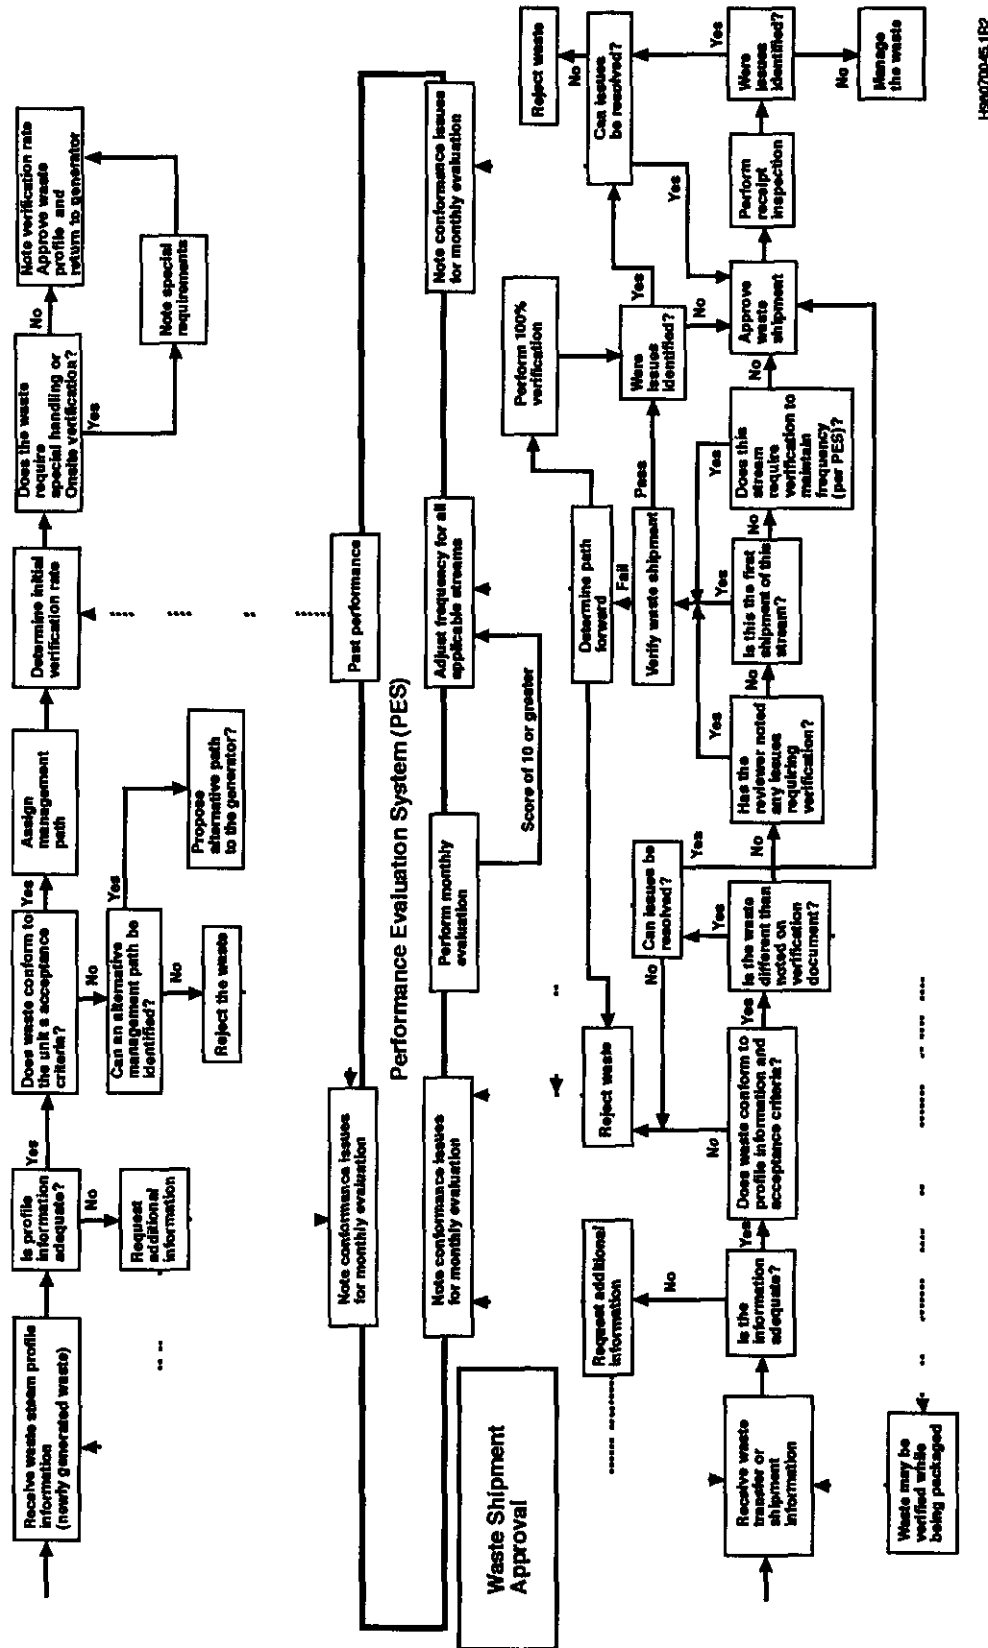 Receive waste steam profile
information
(newly generated waste)
Is profile
information
adequate?
Yes
No
Request
additional
information
Does waste conform to
the unit s acceptance
criteria?
Yes
No
Can an alternative
management path be
identified?
Yes
No
Reject the waste
Propose
alternative path
to the generator?
Assign
management
path
Determine initial
verification rate
Does the waste
require
special handling or
Onsite verification?
No
Yes
Note special
requirements
Note verification rate
Approve waste
profile and
return to generator
Past performance
Note conformance issues
for monthly evaluation
Performance Evaluation System (PES)
Note conformance issues
for monthly evaluation
Perform monthly
evaluation
Score of 10 or greater
Adjust frequency for all
applicable streams
Note conformance issues
for monthly evaluation
Waste Shipment
Approval
Receive waste
transfer or
shipment
information
Is the
information
adequate?
Yes
No
Request additional
information
Does waste conform to
profile information and
acceptance criteria?
Yes
No
Reject waste
Is the waste
different than
noted on
verification
document?
Yes
No
Can issues be
resolved?
No
Yes
Has the
reviewer noted
any issues
requiring
verification?
Yes
No
Is this the first
shipment of this
stream?
Yes
No
Does this
stream
require
verification to
maintain
frequency
(per PES)?
Yes
No
Verify waste shipment
Fail
Pass
Determine path
forward
Perform 100%
verification
Were
issues
identified?
Yes
No
Approve
waste
shipment
Perform
receipt
inspection
Were
issues
identified?
Yes
No
Can issues
be resolved?
Yes
No
Reject waste
Manage
the waste
Waste may be
verified while
being packaged